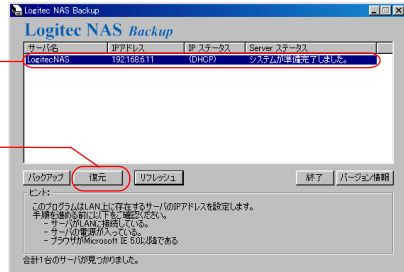 Logitec NAS Backup
Logitec NAS Backup
サーバ名 IPアドレス IP ステータス Server ステータス
LogitecNAS 192.168.6.11 (DHCP) システムが準備完了しました。
バックアップ 復元 リフレッシュ 終了 バージョン情報
ヒント:
このプログラムはLAN上に存在するサーバのIPアドレスを設定します。
手順を進める前に以下をご確認ください。
- サーバがLANに接続している。
- サーバの電源が入っている。
- ブラウザがMicrosoft IE 5.0以降である
合計1台のサーバが見つかりました。